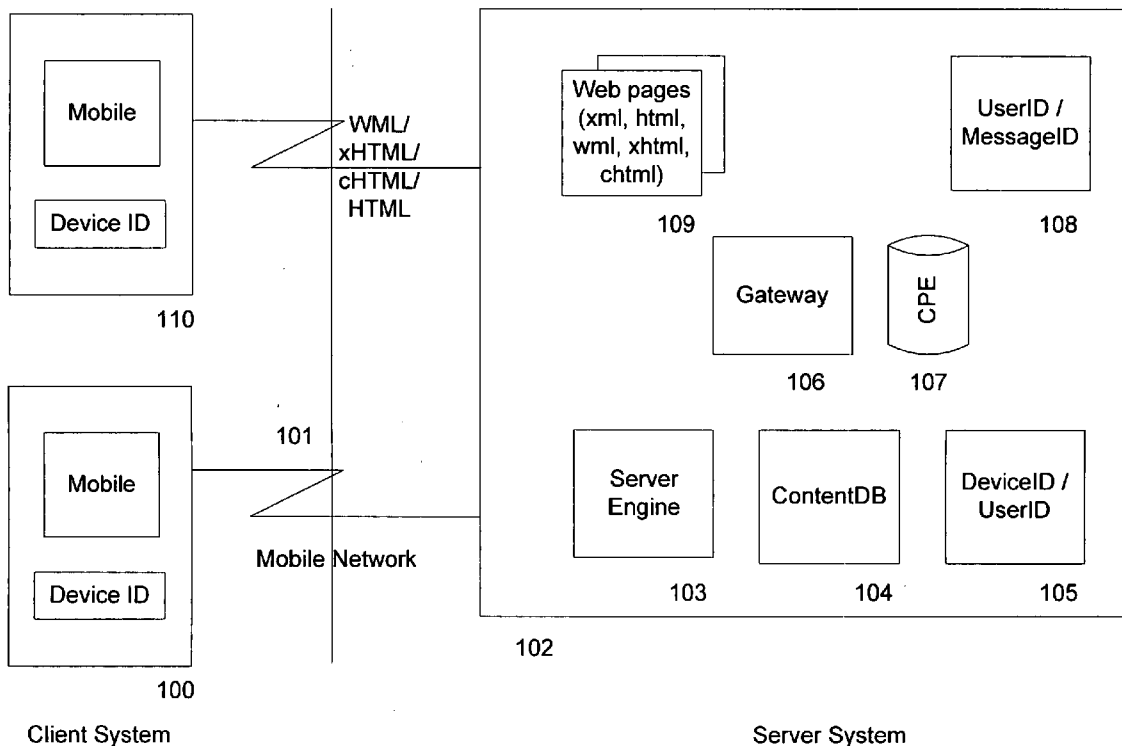 Mobile
Device ID
110
WML/
xHTML/
cHTML/
HTML
Web pages
(xml, html,
wml, xhtml,
chtml)
109
UserID /
MessageID
108
Gateway
106
CPE
107
Mobile
Device ID
100
101
Mobile Network
Server
Engine
103
ContentDB
104
DeviceID /
UserID
105
102
Client System
Server System